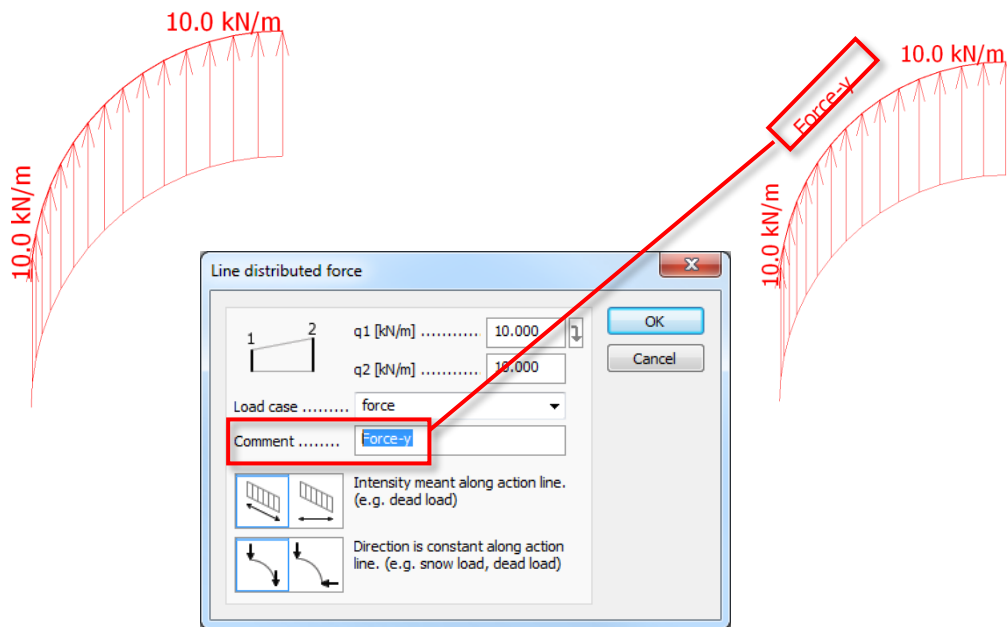 10.0 kN/m
10.0 kN/m
Force-y
10.0 kN/m
10.0 kN/m
Line distributed force
1
2
q1 [kN/m] ........... 10.000
q2 [kN/m] ........... 10.000
Load case ......... force
Comment ........ Force-y
Intensity meant along action line.
(e.g. dead load)
Direction is constant along action
line. (e.g. snow load, dead load)
OK
Cancel